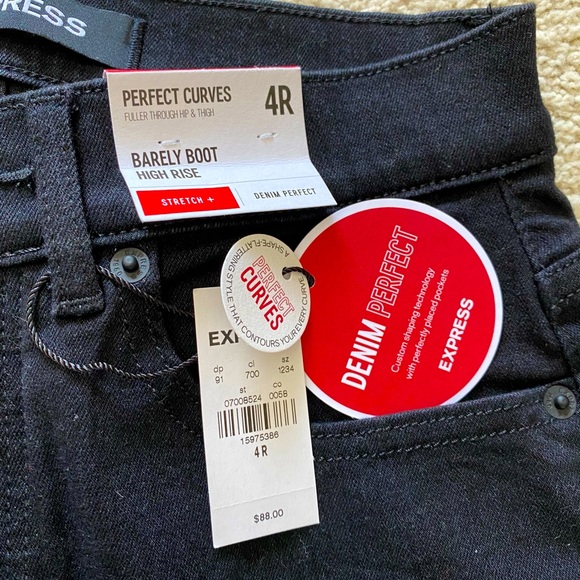 PRESS
PERFECT CURVES
FULLER THROUGH HIP & THIGH
4R
BARELY BOOT
HIGH RISE
STRETCH +
DENIM PERFECT
A SHAPE-FLATTERING STYLE THAT CONTOURS YOUR EVERY CURVE
PERFECT
CURVES
DENIM PERFECT
Custom shaping technology
with perfectly placed pockets
EXPRESS
EX
dp cl sz
91 700 1234
st co
07008524 0058
15975386
4R
$88.00